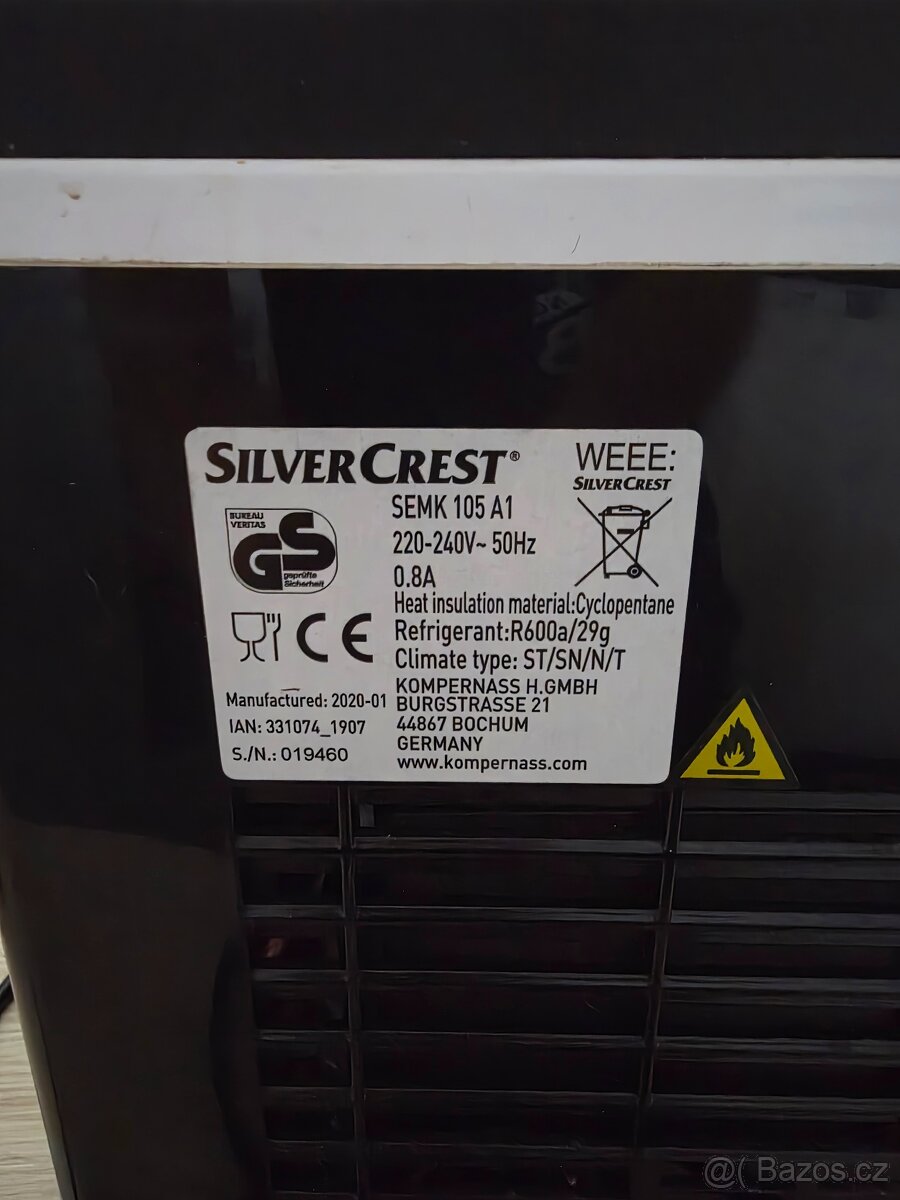 SILVERCREST®
WEEE:
SILVERCREST
BUREAU
VERITAS
GS
geprüfte
Sicherheit
SEMK 105 A1
220-240V~ 50Hz
0.8A
Heat insulation material:Cyclopentane
Refrigerant:R600a/29g
Climate type: ST/SN/N/T
CE
KOMPERNASS H.GMBH
BURGSTRASSE 21
44867 BOCHUM
GERMANY
www.kompernass.com
Manufactured: 2020-01
IAN: 331074_1907
S./N.: 019460
@( Bazos.cz